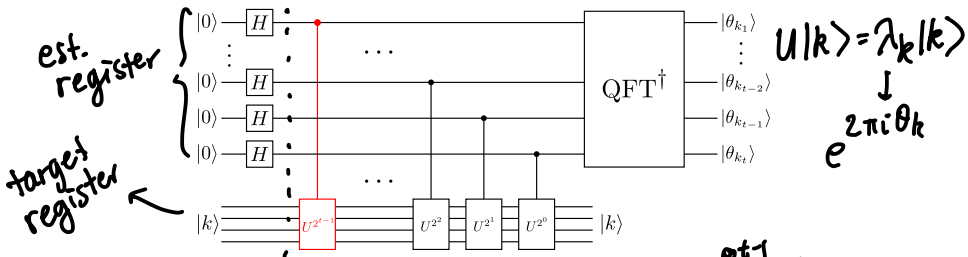 est.
register
target
register
|0⟩ H |θ_{k_1}⟩
⋮ … ⋮
|0⟩ H |θ_{k_{t-2}}⟩
|0⟩ H |θ_{k_{t-1}}⟩
|0⟩ H |θ_{k_t}⟩
QFT†
…
|k⟩ U^{2^{t-1}} U^{2^2} U^{2^1} U^{2^0} |k⟩
U|k⟩ = λ_k|k⟩
↓
e^{2πiθ_k}